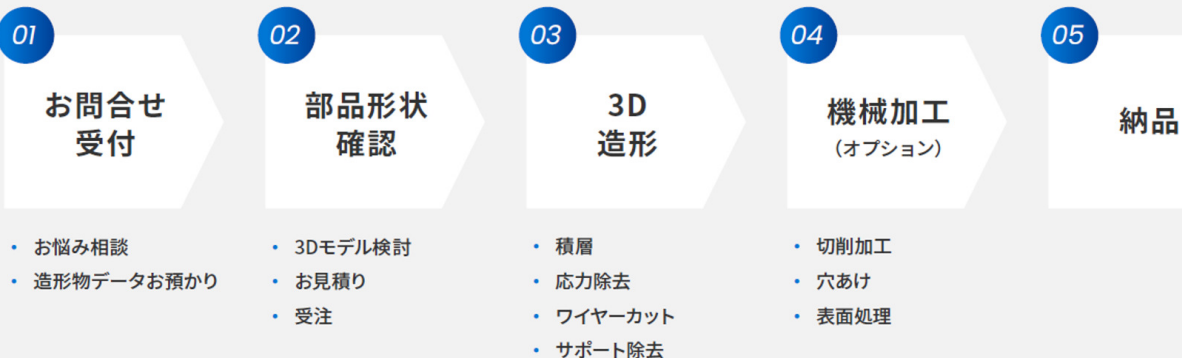 01
お問合せ
受付
・お悩み相談
・造形物データお預かり
02
部品形状
確認
・3Dモデル検討
・お見積り
・受注
03
3D
造形
・積層
・応力除去
・ワイヤーカット
・サポート除去
04
機械加工
（オプション）
・切削加工
・穴あけ
・表面処理
05
納品